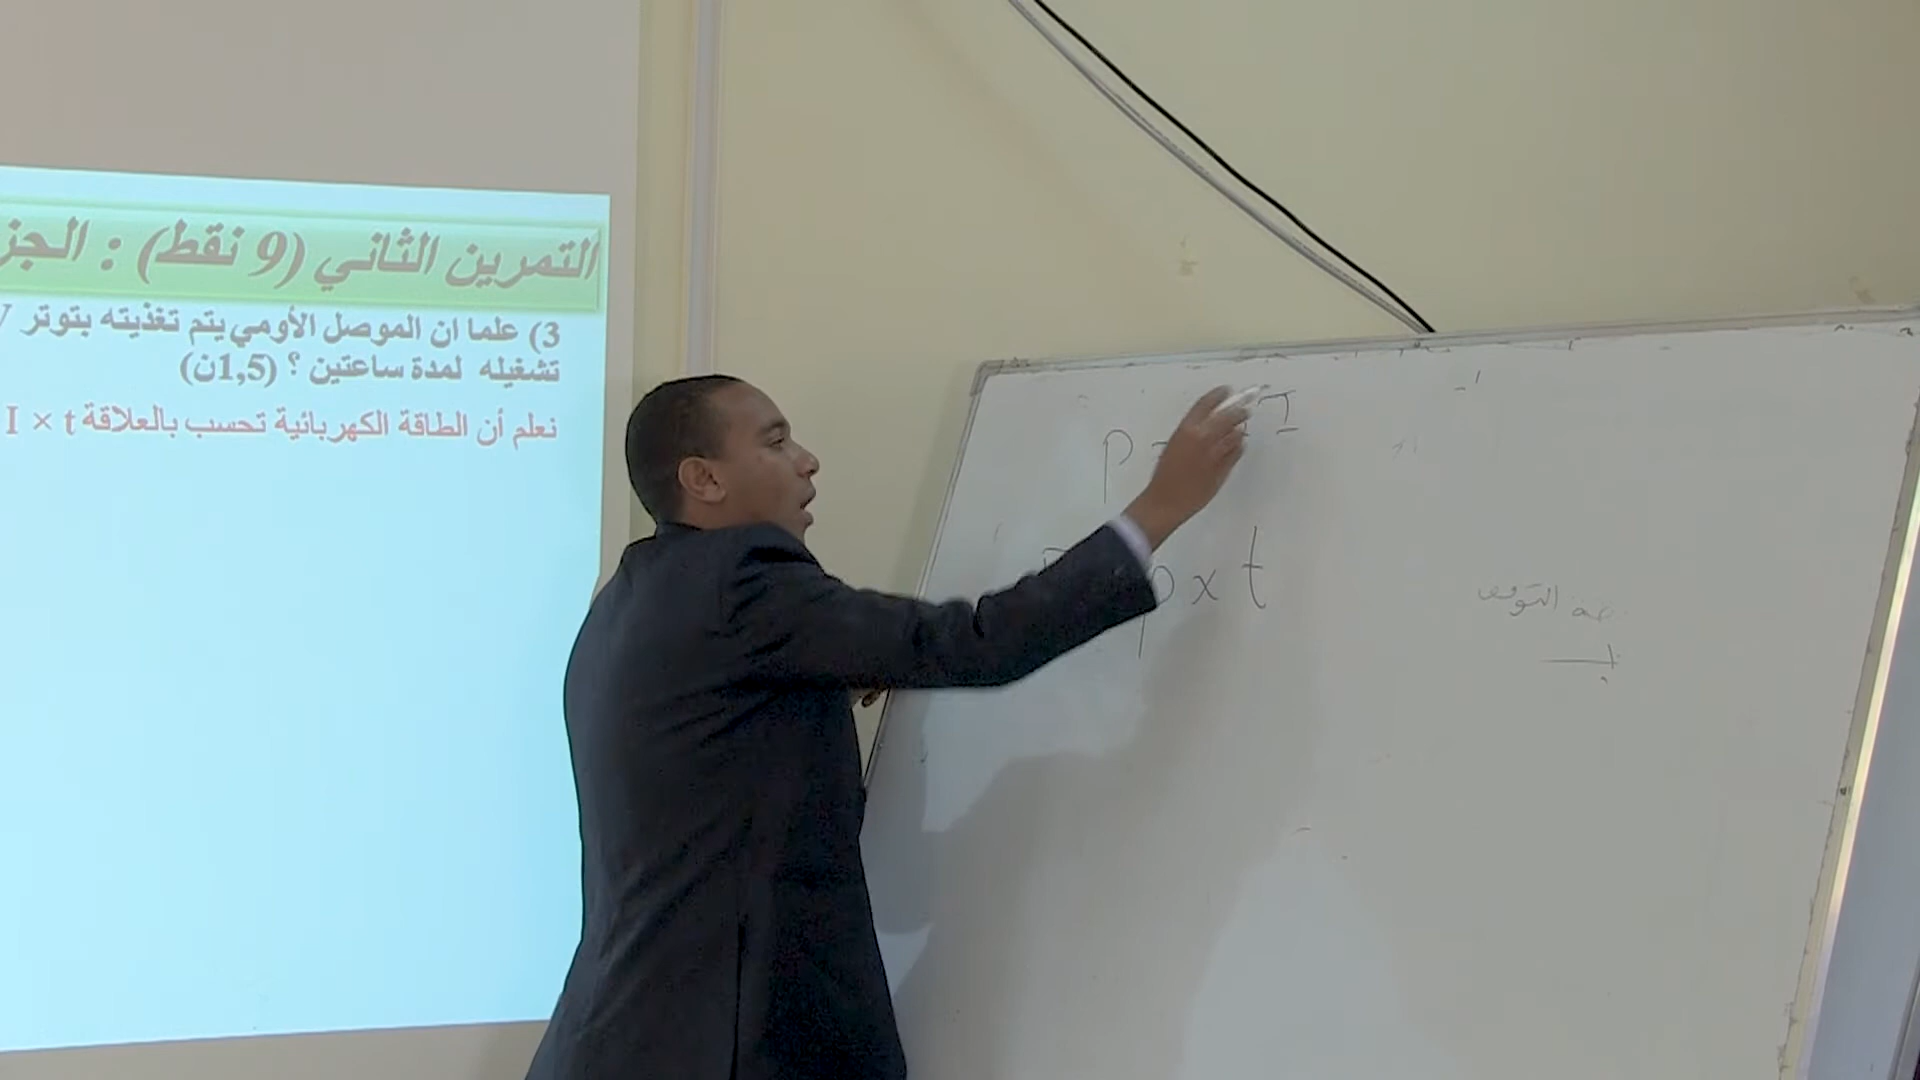 التمرين الثاني (9 نقط) : الجز
3) علما ان الموصل الأومي يتم تغذيته بتوتر V
تشغيله لمدة ساعتين ؟ (1,5ن)
نعلم أن الطاقة الكهربائية تحسب بالعلاقة I × t
P
I
p x t